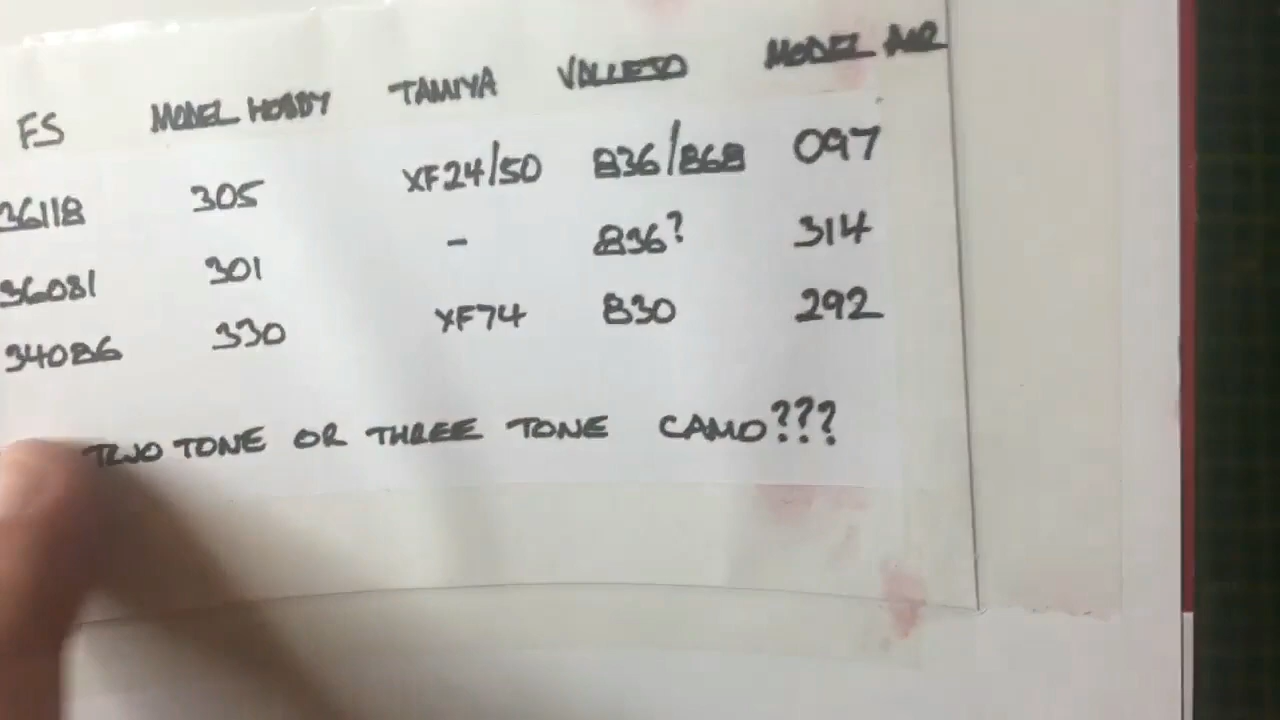 FS MODEL HOBBY TAMIYA VALLEJO MODEL AIR
36118 305 XF24/50 836/868 097
36081 301 - 836? 314
34086 330 XF74 830 292
TWO TONE OR THREE TONE CAMO???